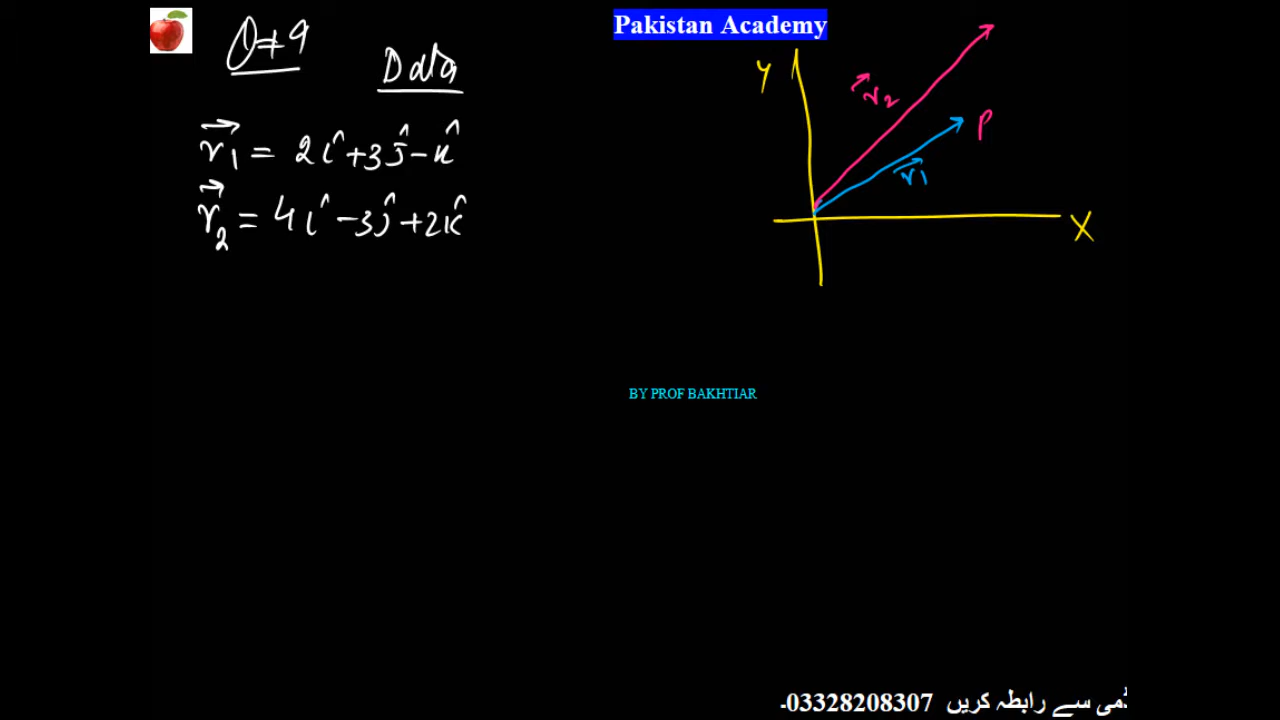 Q#9
Data
r⃗1 = 2î+3ĵ-k̂
r⃗2 = 4î-3ĵ+2k̂
Pakistan Academy
Y
r⃗2
P
r⃗1
X
BY PROF BAKHTIAR
سے رابطہ کریں 03328208307-